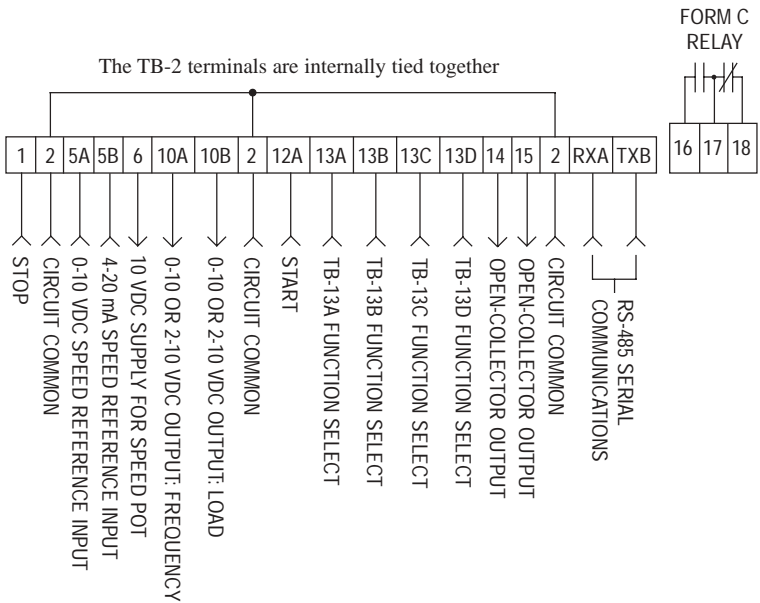 FORM C
RELAY
The TB-2 terminals are internally tied together
1 2 5A 5B 6 10A 10B 2 12A 13A 13B 13C 13D 14 15 2 RXA TXB
16 17 18
STOP
CIRCUIT COMMON
0-10 VDC SPEED REFERENCE INPUT
4-20 mA SPEED REFERENCE INPUT
10 VDC SUPPLY FOR SPEED POT
0-10 OR 2-10 VDC OUTPUT: FREQUENCY
0-10 OR 2-10 VDC OUTPUT: LOAD
CIRCUIT COMMON
START
TB-13A FUNCTION SELECT
TB-13B FUNCTION SELECT
TB-13C FUNCTION SELECT
TB-13D FUNCTION SELECT
OPEN-COLLECTOR OUTPUT
OPEN-COLLECTOR OUTPUT
CIRCUIT COMMON
RS-485 SERIAL
COMMUNICATIONS